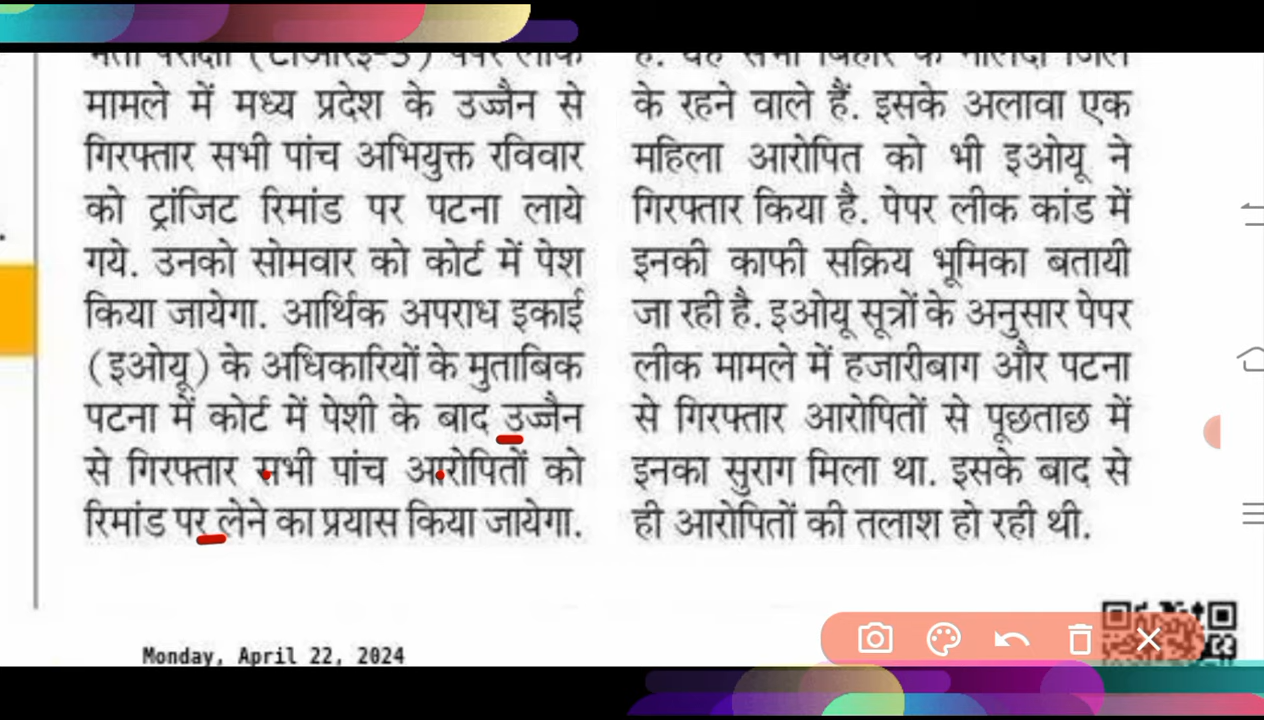 मामले में मध्य प्रदेश के उज्जैन से
गिरफ्तार सभी पांच अभियुक्त रविवार
को ट्रांजिट रिमांड पर पटना लाये
गये. उनको सोमवार को कोर्ट में पेश
किया जायेगा. आर्थिक अपराध इकाई
(इओयू) के अधिकारियों के मुताबिक
पटना में कोर्ट में पेशी के बाद उज्जैन
से गिरफ्तार सभी पांच आरोपितों को
रिमांड पर लेने का प्रयास किया जायेगा.
है. यह सभी बिहार के नालंदा जिले
के रहने वाले हैं. इसके अलावा एक
महिला आरोपित को भी इओयू ने
गिरफ्तार किया है. पेपर लीक कांड में
इनकी काफी सक्रिय भूमिका बतायी
जा रही है. इओयू सूत्रों के अनुसार पेपर
लीक मामले में हजारीबाग और पटना
से गिरफ्तार आरोपितों से पूछताछ में
इनका सुराग मिला था. इसके बाद से
ही आरोपितों की तलाश हो रही थी.
Monday, April 22, 2024